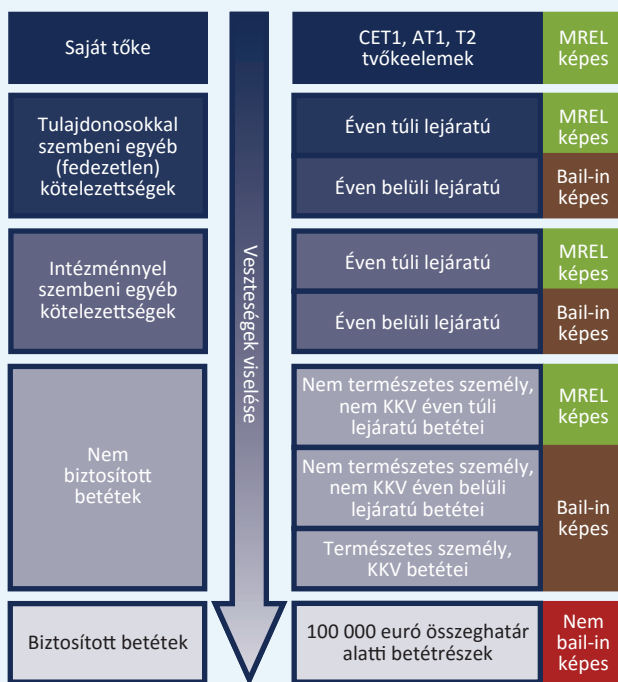 Saját tőke
CET1, AT1, T2
tvőkeelemek
MREL
képes
Tulajdonosokkal
szembeni egyéb
(fedezetlen)
kötelezettségek
Éven túli lejáratú
MREL
képes
Éven belüli lejáratú
Bail-in
képes
Intézménnyel
szembeni egyéb
kötelezettségek
Éven túli lejáratú
MREL
képes
Éven belüli lejáratú
Bail-in
képes
Veszteségek viselése
Nem
biztosított
betétek
Nem természetes személy,
nem KKV éven túli
lejáratú betétei
MREL
képes
Nem természetes személy,
nem KKV éven belüli
lejáratú betétei
Természetes személy,
KKV betétei
Bail-in
képes
Biztosított betétek
100 000 euró összeghatár
alatti betétrészek
Nem
bail-in
képes